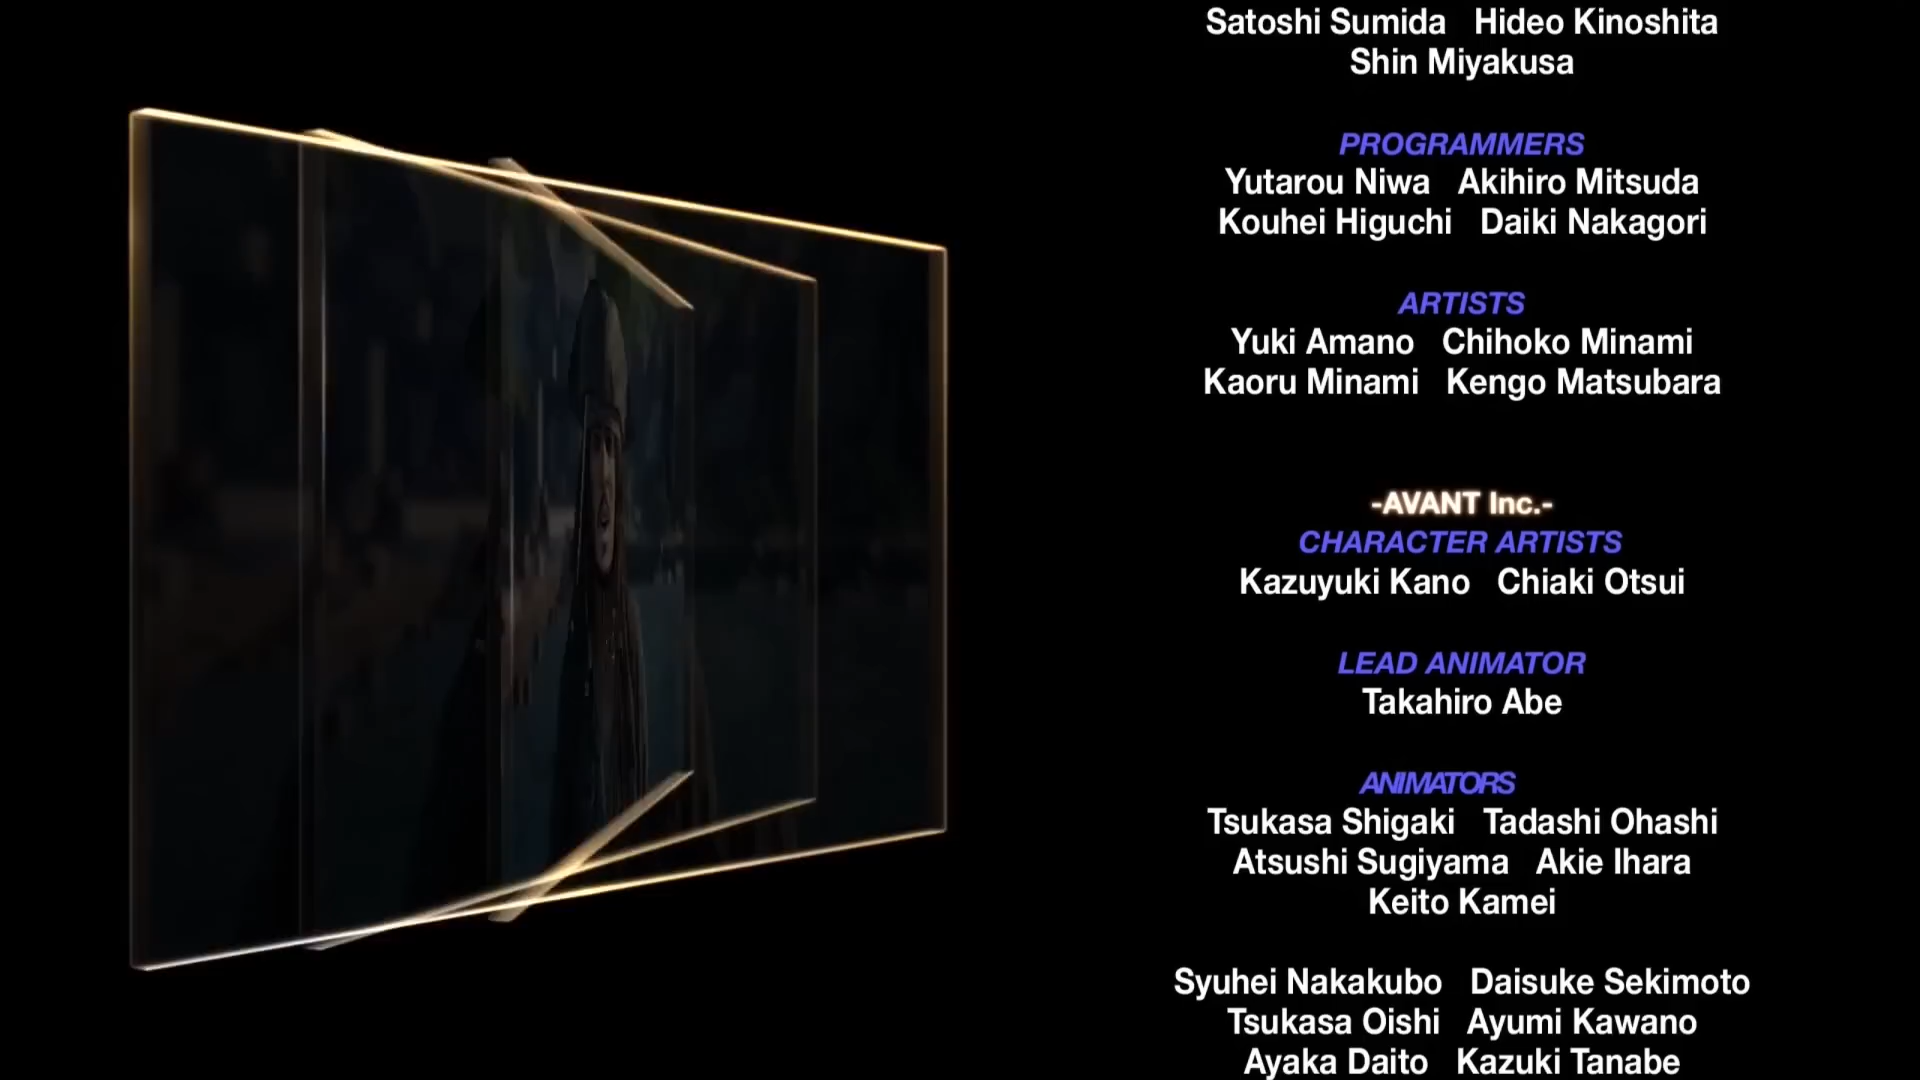 Satoshi Sumida Hideo Kinoshita
Shin Miyakusa
PROGRAMMERS
Yutarou Niwa Akihiro Mitsuda
Kouhei Higuchi Daiki Nakagori
ARTISTS
Yuki Amano Chihoko Minami
Kaoru Minami Kengo Matsubara
-AVANT Inc.-
CHARACTER ARTISTS
Kazuyuki Kano Chiaki Otsui
LEAD ANIMATOR
Takahiro Abe
ANIMATORS
Tsukasa Shigaki Tadashi Ohashi
Atsushi Sugiyama Akie Ihara
Keito Kamei
Syuhei Nakakubo Daisuke Sekimoto
Tsukasa Oishi Ayumi Kawano
Ayaka Daito Kazuki Tanabe